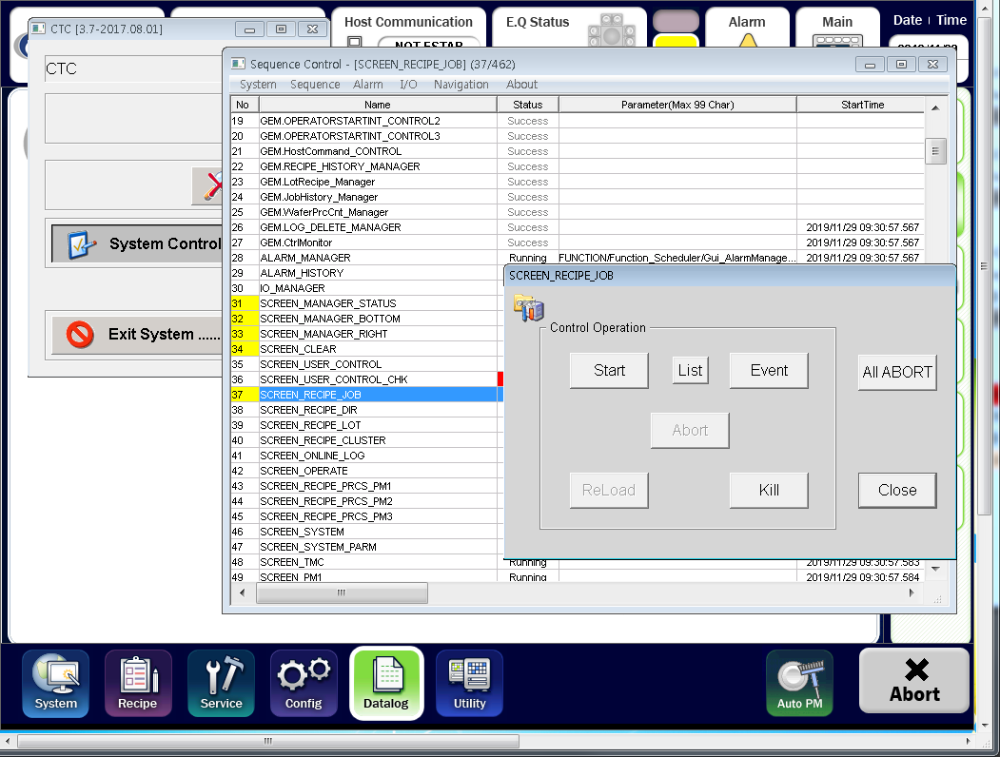 CTC [3.7-2017.08.01]
Host Communication
E.Q Status
Alarm
Main
Date
Time
CTC
Sequence Control - [SCREEN_RECIPE_JOB] (37/462)
System Sequence Alarm I/O Navigation About
No Name Status Parameter(Max 99 Char) StartTime
19 GEM.OPERATORSTARTINT_CONTROL2 Success
20 GEM.OPERATORSTARTINT_CONTROL3 Success
21 GEM.HostCommand_CONTROL Success
22 GEM.RECIPE_HISTORY_MANAGER Success
23 GEM.LotRecipe_Manager Success
24 GEM.JobHistory_Manager Success
25 GEM.WaferPrcCnt_Manager Success
26 GEM.LOG_DELETE_MANAGER Success 2019/11/29 09:30:57.567
27 GEM.CtrlMonitor Success 2019/11/29 09:30:57.567
28 ALARM_MANAGER Running FUNCTION/Function_Scheduler/Gui_AlarmManage... 2019/11/29 09:30:57.567
29 ALARM_HISTORY
30 IO_MANAGER
31 SCREEN_MANAGER_STATUS
32 SCREEN_MANAGER_BOTTOM
33 SCREEN_MANAGER_RIGHT
34 SCREEN_CLEAR
35 SCREEN_USER_CONTROL
36 SCREEN_USER_CONTROL_CHK
37 SCREEN_RECIPE_JOB
38 SCREEN_RECIPE_DIR
39 SCREEN_RECIPE_LOT
40 SCREEN_RECIPE_CLUSTER
41 SCREEN_ONLINE_LOG
42 SCREEN_OPERATE
43 SCREEN_RECIPE_PRCS_PM1
44 SCREEN_RECIPE_PRCS_PM2
45 SCREEN_RECIPE_PRCS_PM3
46 SCREEN_SYSTEM
47 SCREEN_SYSTEM_PARM
48 SCREEN_TMC Running 2019/11/29 09:30:57.583
49 SCREEN_PM1 Running 2019/11/29 09:30:57.584
System Control
Exit System ......
SCREEN_RECIPE_JOB
Control Operation
Start List Event
All ABORT
Abort
ReLoad Kill
Close
System
Recipe
Service
Config
Datalog
Utility
Auto PM
Abort